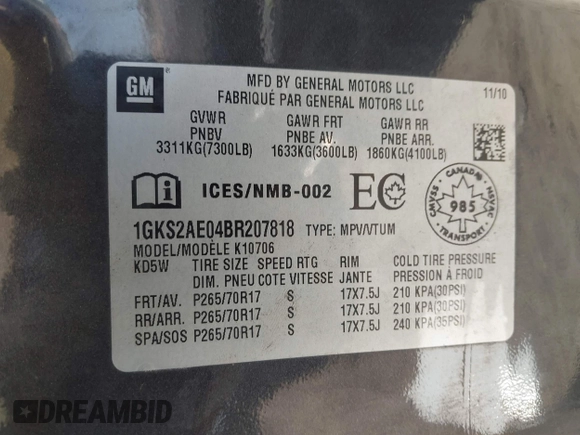 GM
MFD BY GENERAL MOTORS LLC
FABRIQUÉ PAR GENERAL MOTORS LLC
11/10
GVWR GAWR FRT GAWR RR
PNBV PNBE AV. PNBE ARR.
3311KG(7300LB) 1633KG(3600LB) 1860KG(4100LB)
i ICES/NMB-002 EC
CANADA
CMVSS NSVAC
985
TRANSPORT
1GKS2AE04BR207818 TYPE: MPV/VTUM
MODEL/MODÈLE K10706
KD5W TIRE SIZE SPEED RTG RIM COLD TIRE PRESSURE
DIM. PNEU COTE VITESSE JANTE PRESSION À FROID
FRT/AV. P265/70R17 S 17X7.5J 210 KPA(30PSI)
RR/ARR. P265/70R17 S 17X7.5J 210 KPA(30PSI)
SPA/SOS P265/70R17 S 17X7.5J 240 KPA(35PSI)
DREAMBID